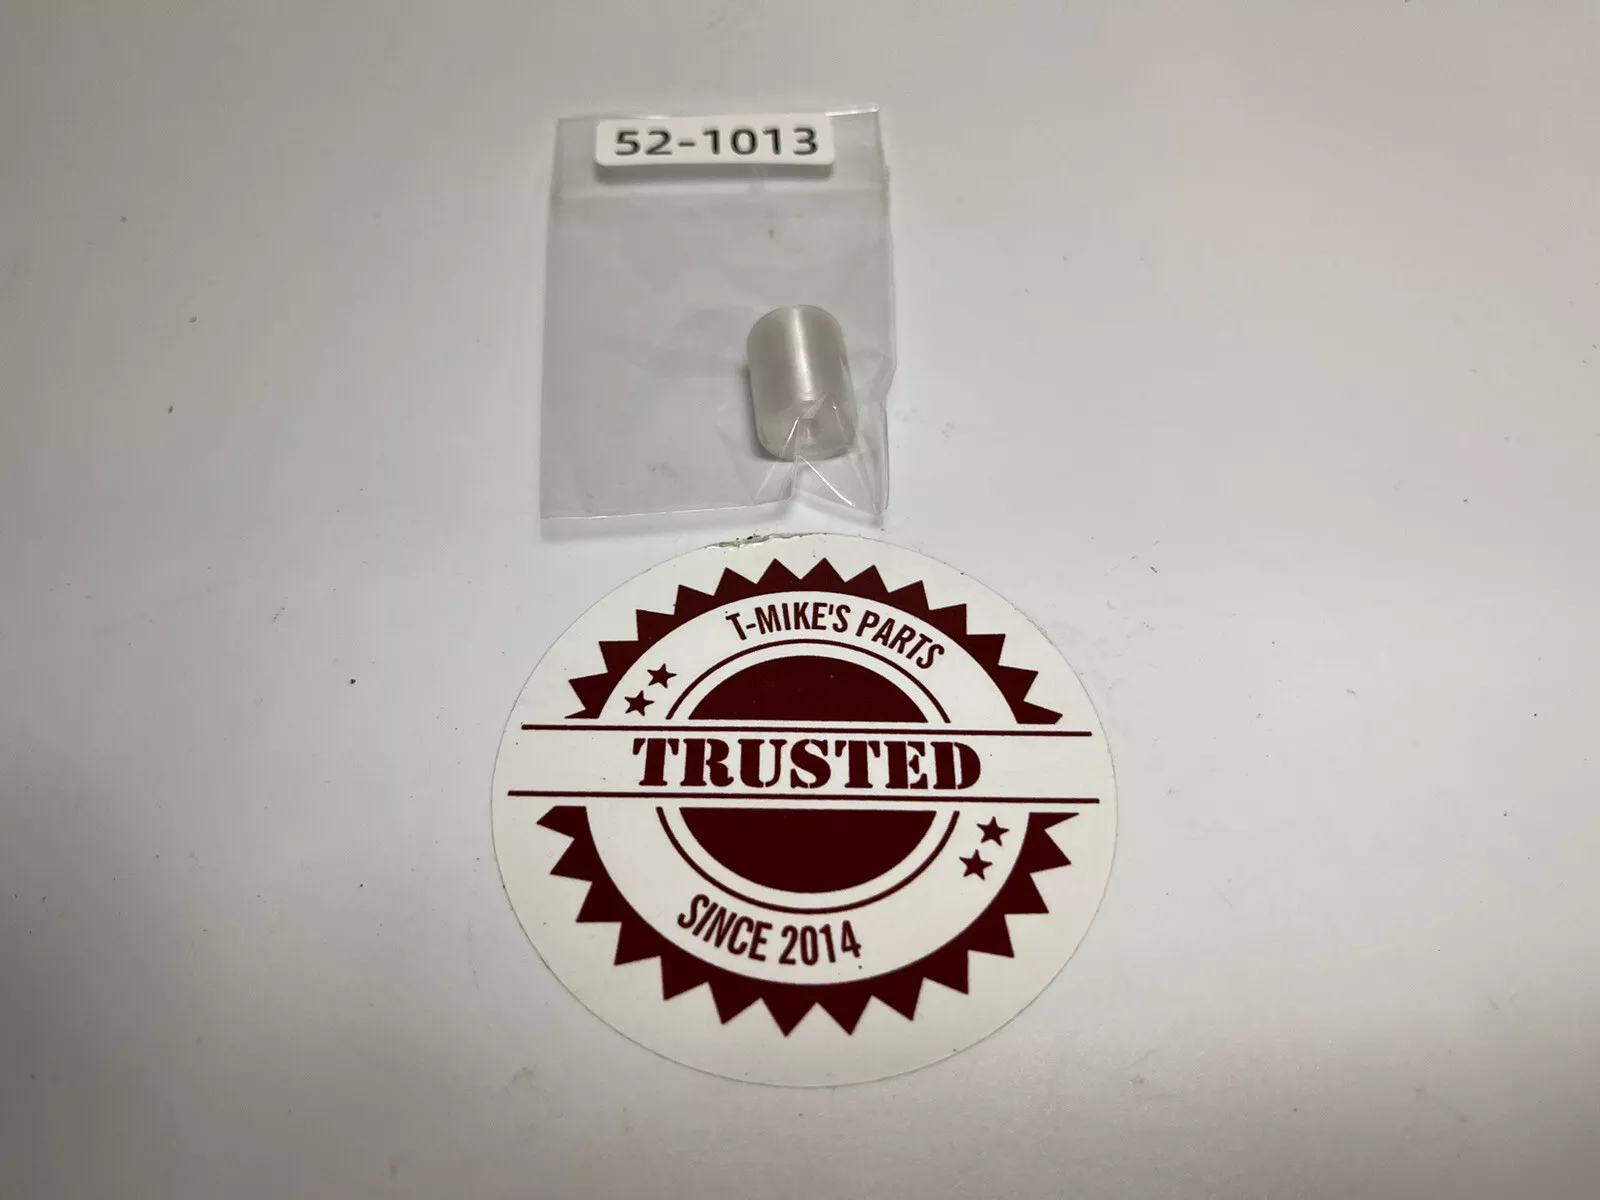 52-1013
T-MIKE'S PARTS
TRUSTED
SINCE 2014